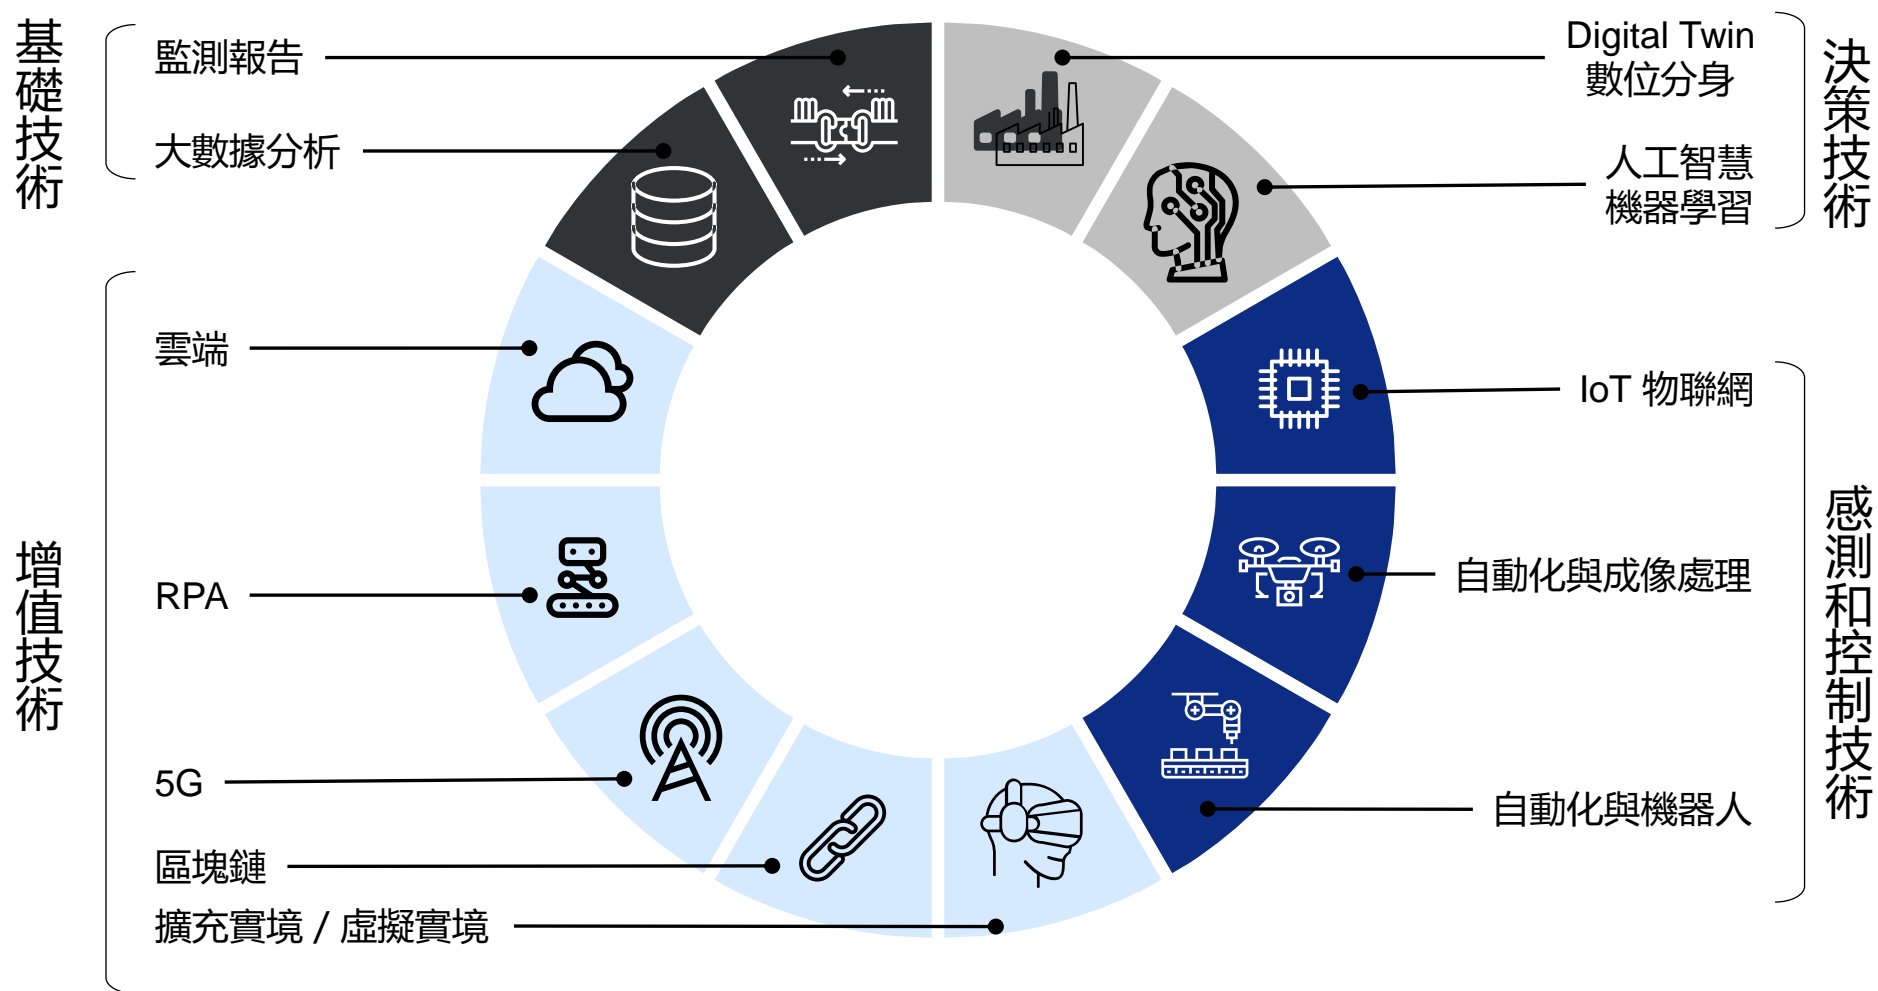 基礎技術
監測報告
大數據分析
增值技術
雲端
RPA
5G
區塊鏈
擴充實境 / 虛擬實境
Digital Twin
數位分身
人工智慧
機器學習
決策技術
IoT 物聯網
自動化與成像處理
自動化與機器人
感測和控制技術